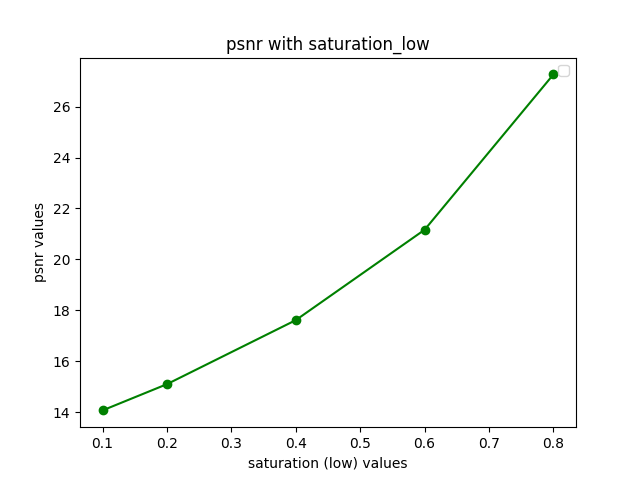 psnr with saturation_low
psnr values
26
24
22
20
18
16
14
0.1 0.2 0.3 0.4 0.5 0.6 0.7 0.8
saturation (low) values